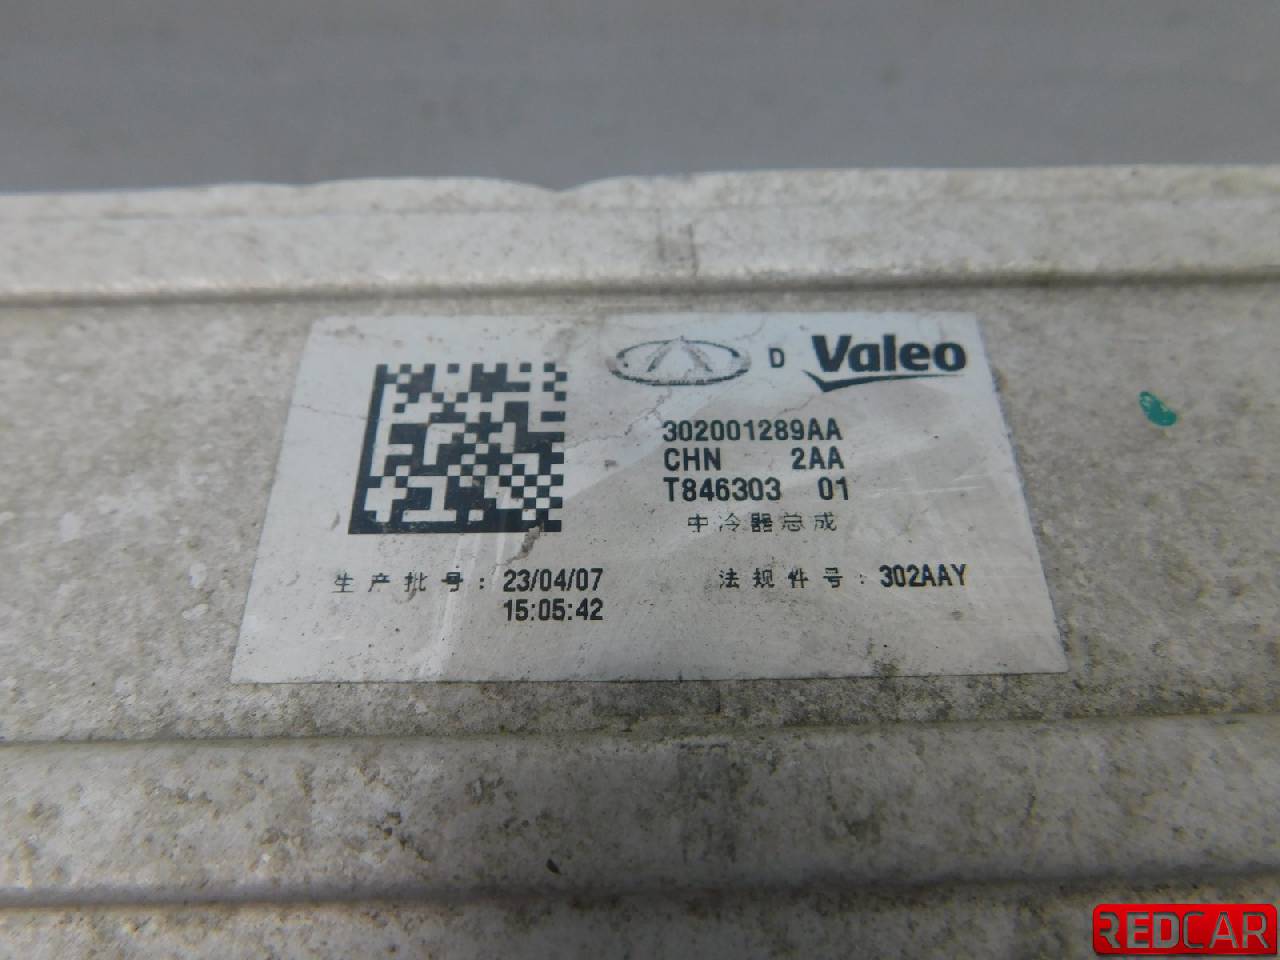 D Valeo
302001289AA
CHN 2AA
T846303 01
中冷器总成
生产批号: 23/04/07
15:05:42
法规件号: 302AAY
REDCAR